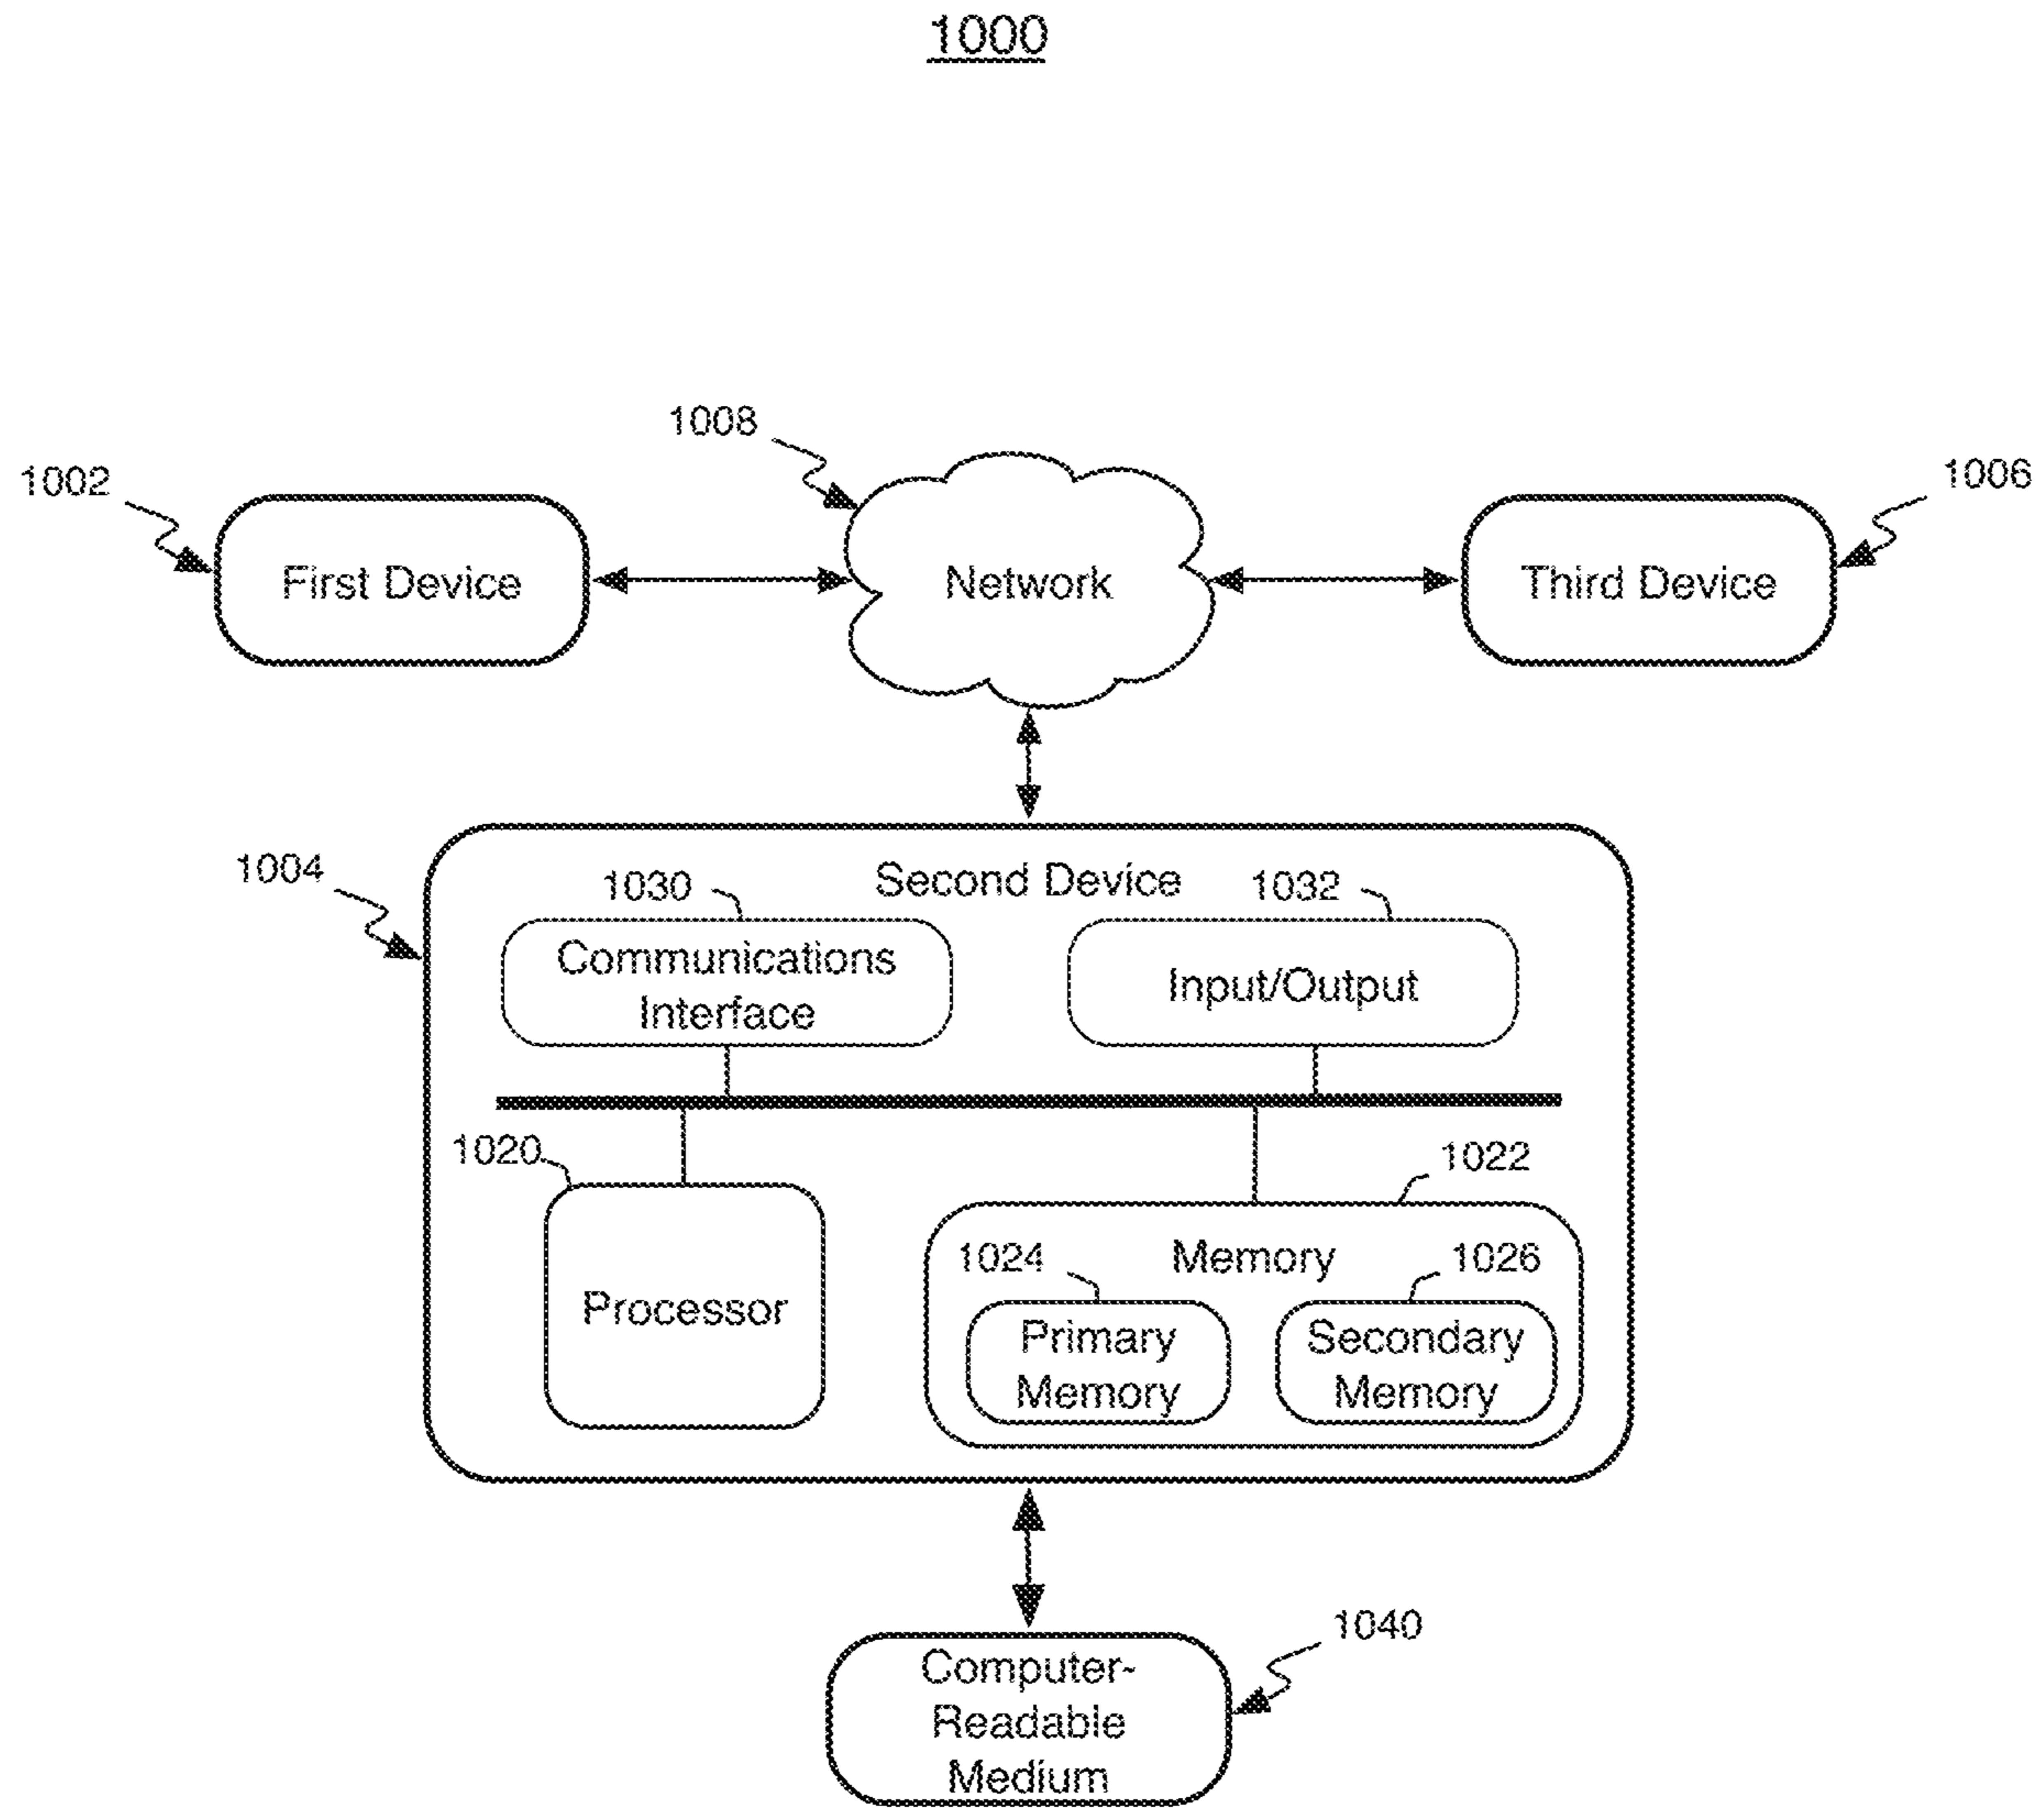 1000
1008
1002
1006
First Device
Network
Third Device
1004
Second Device
1030
1032
Communications
Interface
Input/Output
1020
1022
Processor
Memory
1024
1026
Primary
Memory
Secondary
Memory
1040
Computer-
Readable
Medium